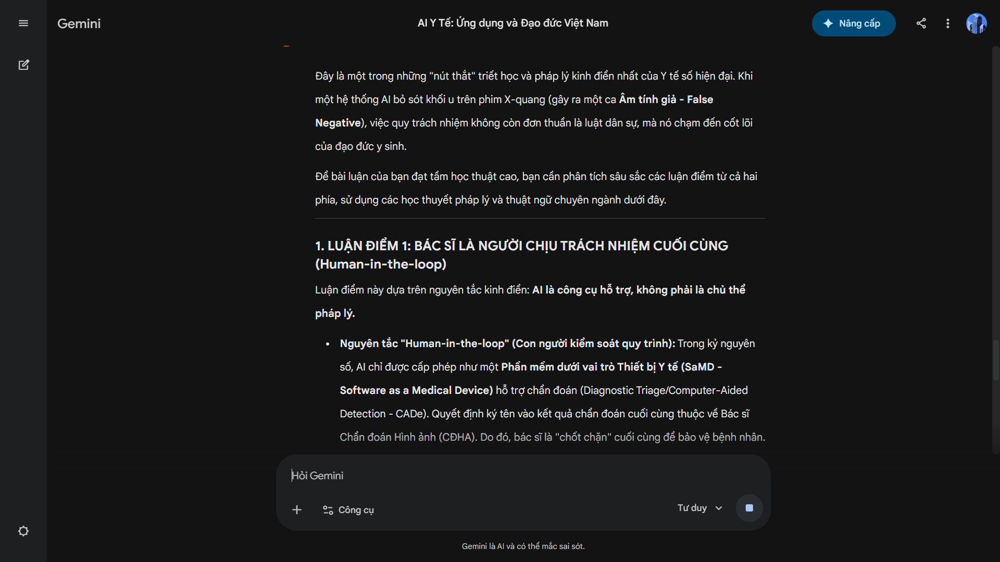 Gemini
AI Y Tế: Ứng dụng và Đạo đức Việt Nam
Nâng cấp
Đây là một trong những "nút thắt" triết học và pháp lý kinh điển nhất của Y tế số hiện đại. Khi
một hệ thống AI bỏ sót khối u trên phim X-quang (gây ra một ca Âm tính giả - False
Negative), việc quy trách nhiệm không còn đơn thuần là luật dân sự, mà nó chạm đến cốt lõi
của đạo đức y sinh.
Để bài luận của bạn đạt tầm học thuật cao, bạn cần phân tích sâu sắc các luận điểm từ cả hai
phía, sử dụng các học thuyết pháp lý và thuật ngữ chuyên ngành dưới đây.
1. LUẬN ĐIỂM 1: BÁC SĨ LÀ NGƯỜI CHỊU TRÁCH NHIỆM CUỐI CÙNG
(Human-in-the-loop)
Luận điểm này dựa trên nguyên tắc kinh điển: AI là công cụ hỗ trợ, không phải là chủ thể
pháp lý.
• Nguyên tắc "Human-in-the-loop" (Con người kiểm soát quy trình): Trong kỷ nguyên
số, AI chỉ được cấp phép như một Phần mềm dưới vai trò Thiết bị Y tế (SaMD -
Software as a Medical Device) hỗ trợ chẩn đoán (Diagnostic Triage/Computer-Aided
Detection - CADe). Quyết định ký tên vào kết quả chẩn đoán cuối cùng thuộc về Bác sĩ
Chẩn đoán Hình ảnh (CĐHA). Do đó, bác sĩ là "chốt chặn" cuối cùng để bảo vệ bệnh nhân.
Hỏi Gemini
Công cụ
Tư duy
Gemini là AI và có thể mắc sai sót.